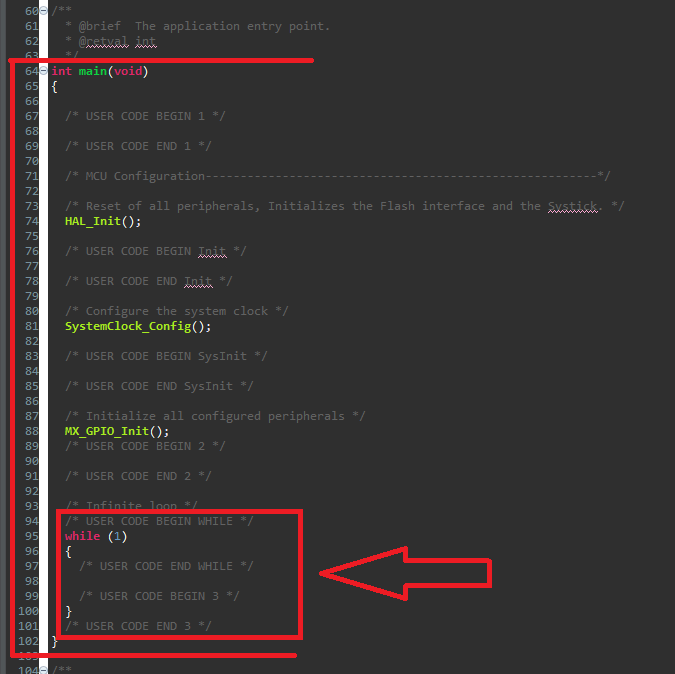 60 /**
61 * @brief The application entry point.
62 * @retval int
63 */
64 int main(void)
65 {
66
67 /* USER CODE BEGIN 1 */
68
69 /* USER CODE END 1 */
70
71 /* MCU Configuration--------------------------------------------------------*/
72
73 /* Reset of all peripherals, Initializes the Flash interface and the Systick. */
74 HAL_Init();
75
76 /* USER CODE BEGIN Init */
77
78 /* USER CODE END Init */
79
80 /* Configure the system clock */
81 SystemClock_Config();
82
83 /* USER CODE BEGIN SysInit */
84
85 /* USER CODE END SysInit */
86
87 /* Initialize all configured peripherals */
88 MX_GPIO_Init();
89 /* USER CODE BEGIN 2 */
90
91 /* USER CODE END 2 */
92
93 /* Infinite loop */
94 /* USER CODE BEGIN WHILE */
95 while (1)
96 {
97 /* USER CODE END WHILE */
98
99 /* USER CODE BEGIN 3 */
100 }
101 /* USER CODE END 3 */
102 }
103
104 /**